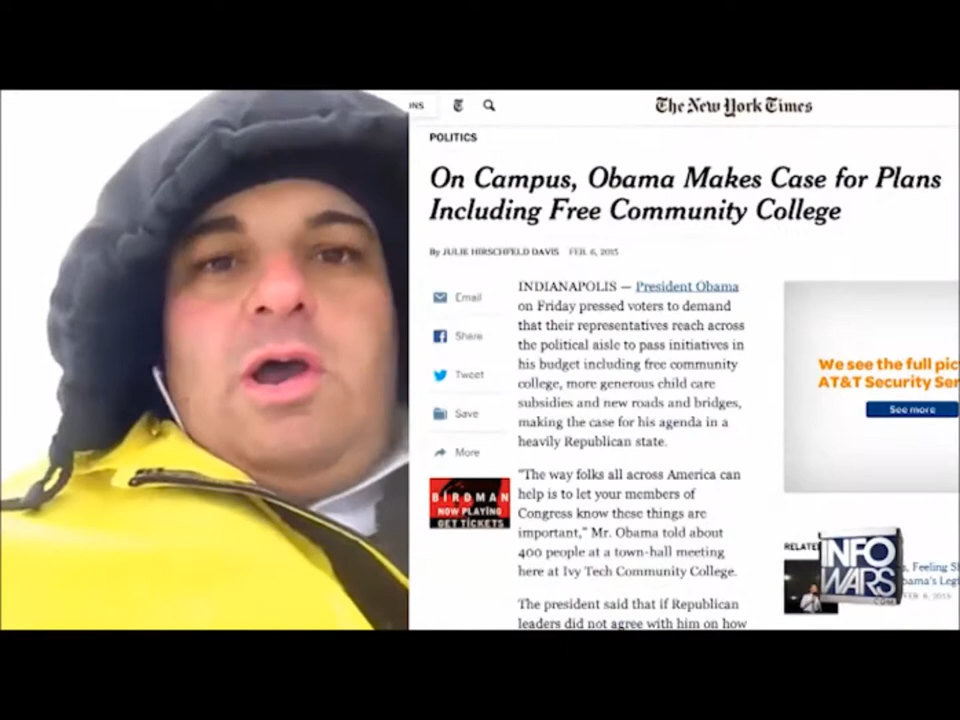 The New York Times
POLITICS
On Campus, Obama Makes Case for Plans
Including Free Community College
By JULIE HIRSCHFELD DAVIS FEB. 6, 2015
Email
Share
Tweet
Save
More
BIRDMAN
NOW PLAYING
GET TICKETS
INDIANAPOLIS — President Obama
on Friday pressed voters to demand
that their representatives reach across
the political aisle to pass initiatives in
his budget including free community
college, more generous child care
subsidies and new roads and bridges,
making the case for his agenda in a
heavily Republican state.
"The way folks all across America can
help is to let your members of
Congress know these things are
important," Mr. Obama told about
400 people at a town-hall meeting
here at Ivy Tech Community College.
The president said that if Republican
leaders did not agree with him on how
We see the full pic
AT&T Security Ser
See more
RELATE
INFO
WARS
.COM
Feeling
bama's Legi
FEB 6, 2015